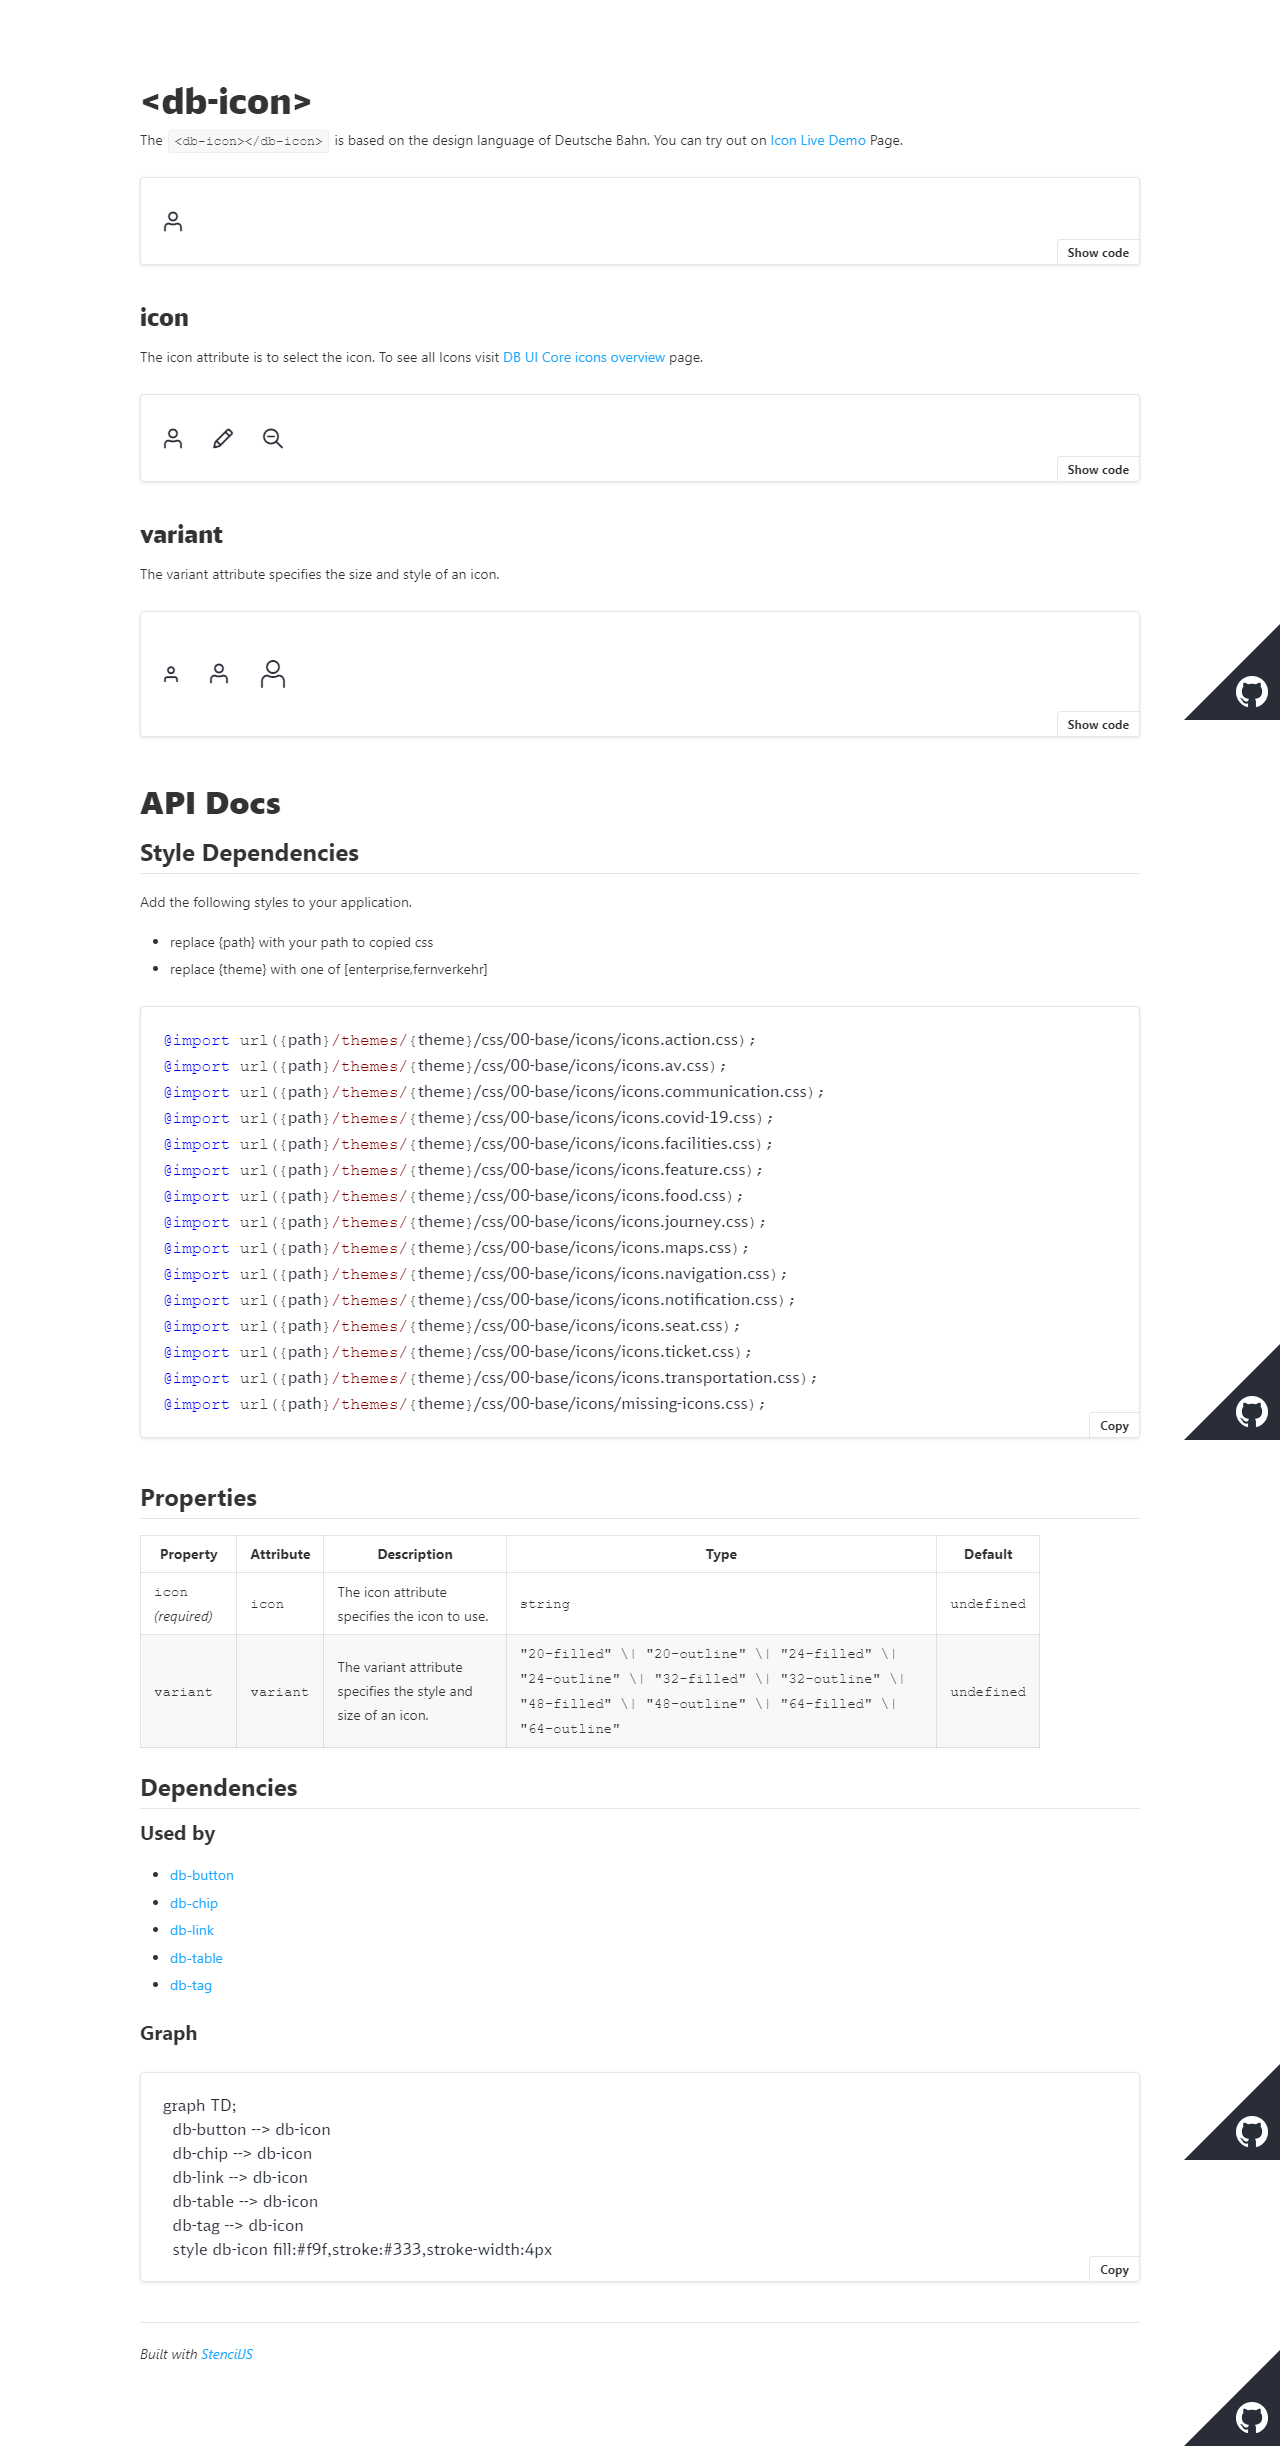 <db-icon>
The <db-icon></db-icon> is based on the design language of Deutsche Bahn. You can try out on Icon Live Demo Page.
Show code
icon
The icon attribute is to select the icon. To see all Icons visit DB UI Core icons overview page.
Show code
variant
The variant attribute specifies the size and style of an icon.
Show code
API Docs
Style Dependencies
Add the following styles to your application.
• replace {path} with your path to copied css
• replace {theme} with one of [enterprise,fernverkehr]
@import url({path}/themes/{theme}/css/00-base/icons/icons.action.css);
@import url({path}/themes/{theme}/css/00-base/icons/icons.av.css);
@import url({path}/themes/{theme}/css/00-base/icons/icons.communication.css);
@import url({path}/themes/{theme}/css/00-base/icons/icons.covid-19.css);
@import url({path}/themes/{theme}/css/00-base/icons/icons.facilities.css);
@import url({path}/themes/{theme}/css/00-base/icons/icons.feature.css);
@import url({path}/themes/{theme}/css/00-base/icons/icons.food.css);
@import url({path}/themes/{theme}/css/00-base/icons/icons.journey.css);
@import url({path}/themes/{theme}/css/00-base/icons/icons.maps.css);
@import url({path}/themes/{theme}/css/00-base/icons/icons.navigation.css);
@import url({path}/themes/{theme}/css/00-base/icons/icons.notification.css);
@import url({path}/themes/{theme}/css/00-base/icons/icons.seat.css);
@import url({path}/themes/{theme}/css/00-base/icons/icons.ticket.css);
@import url({path}/themes/{theme}/css/00-base/icons/icons.transportation.css);
@import url({path}/themes/{theme}/css/00-base/icons/missing-icons.css);
Copy
Properties
Property Attribute Description Type Default
icon
(required)
icon
The icon attribute
specifies the icon to use.
string
undefined
variant
variant
The variant attribute
specifies the style and
size of an icon.
"20-filled" \| "20-outline" \| "24-filled" \|
"24-outline" \| "32-filled" \| "32-outline" \|
"48-filled" \| "48-outline" \| "64-filled" \|
"64-outline"
undefined
Dependencies
Used by
• db-button
• db-chip
• db-link
• db-table
• db-tag
Graph
graph TD;
db-button --> db-icon
db-chip --> db-icon
db-link --> db-icon
db-table --> db-icon
db-tag --> db-icon
style db-icon fill:#f9f,stroke:#333,stroke-width:4px
Copy
Built with StencilJS